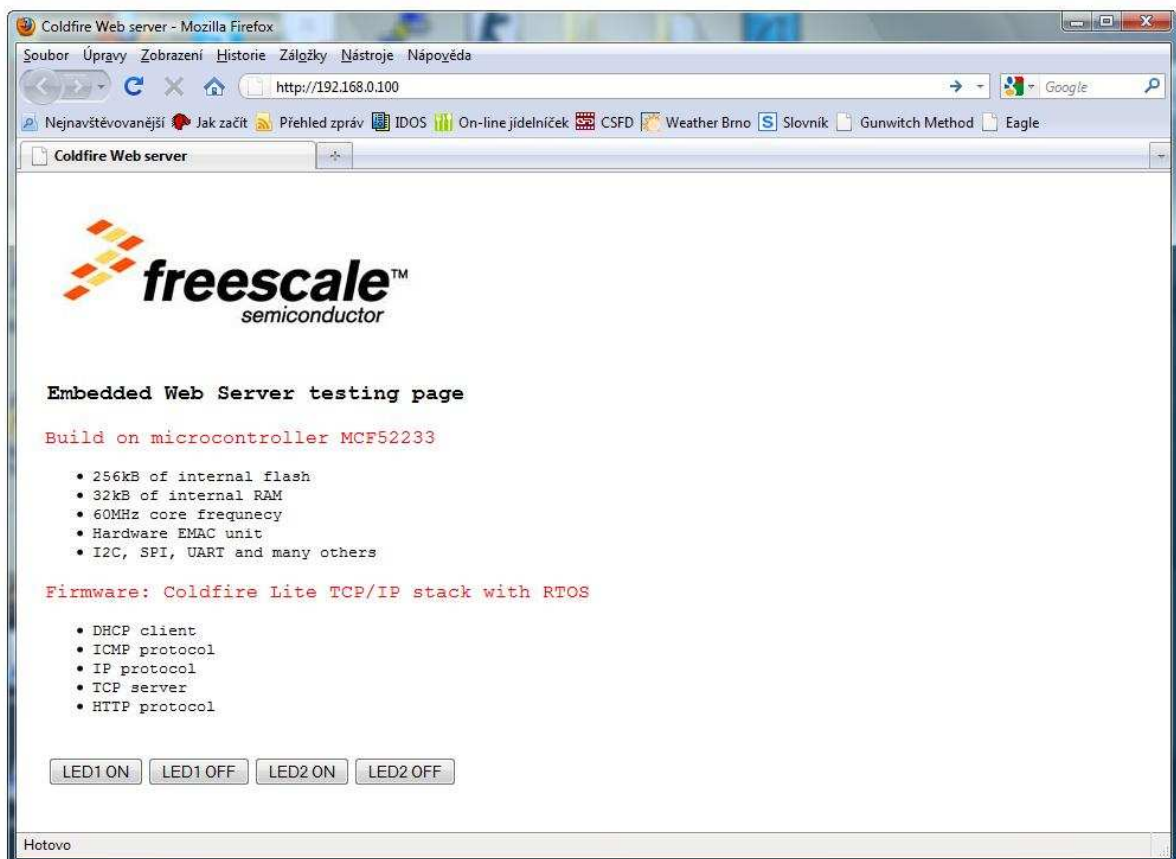 Coldfire Web server - Mozilla Firefox
Soubor Úpravy Zobrazení Historie Záložky Nástroje Nápověda
http://192.168.0.100 Google
Nejnavštěvovanější Jak začít Přehled zpráv IDOS On-line jídelníček CSFD Weather Brno S Slovník Gunwitch Method Eagle
Coldfire Web server
freescale™
semiconductor
Embedded Web Server testing page
Build on microcontroller MCF52233
• 256kB of internal flash
• 32kB of internal RAM
• 60MHz core frequnecy
• Hardware EMAC unit
• I2C, SPI, UART and many others
Firmware: Coldfire Lite TCP/IP stack with RTOS
• DHCP client
• ICMP protocol
• IP protocol
• TCP server
• HTTP protocol
LED1 ON LED1 OFF LED2 ON LED2 OFF
Hotovo